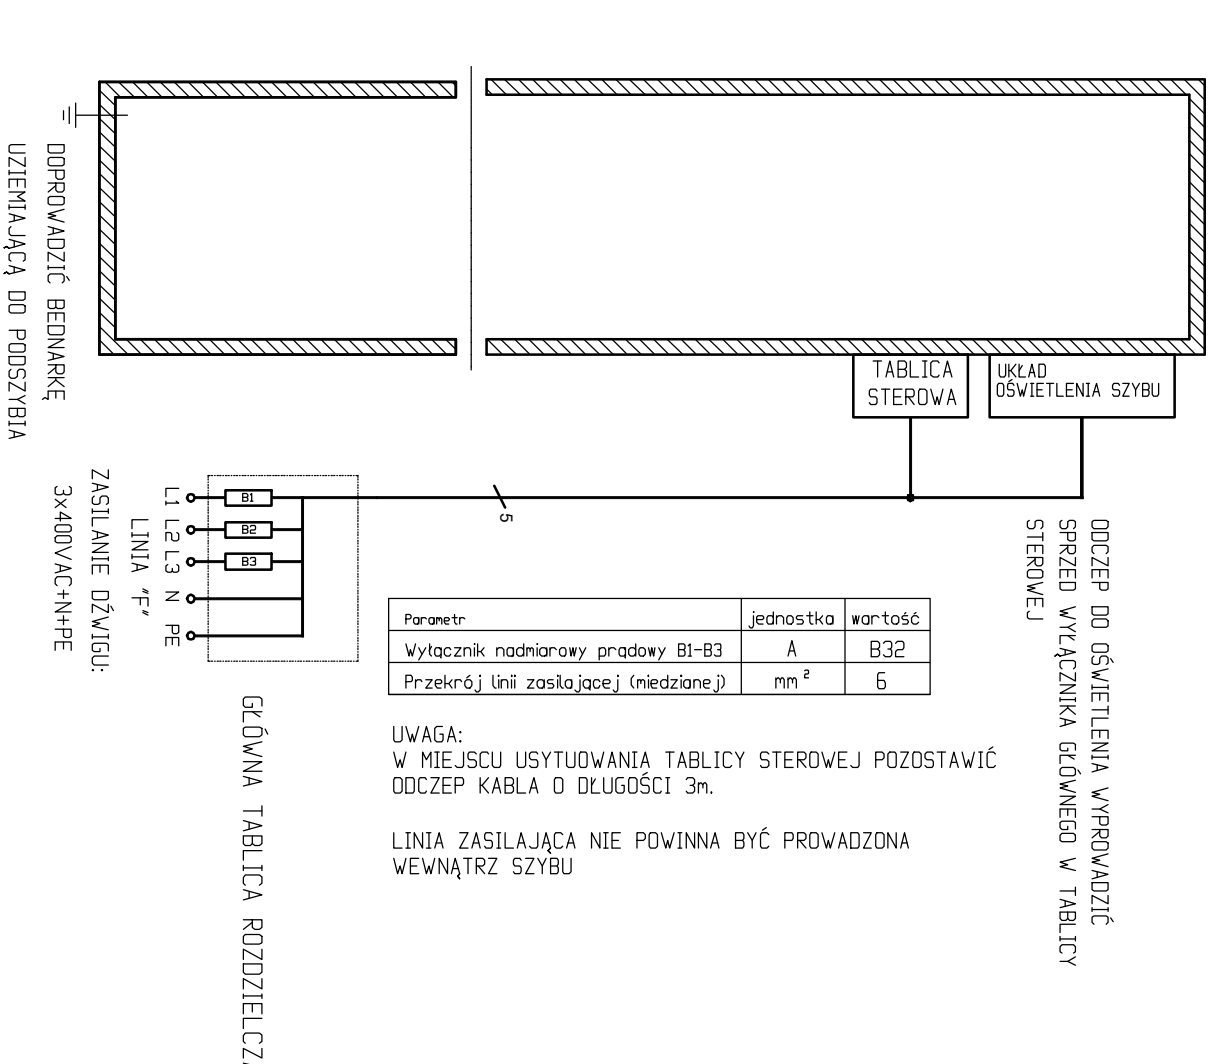 DOPROWADZIĆ BEDNARKĘ
UZIEMIAJĄCĄ DO PODSZYBIA
TABLICA
STEROWA
UKŁAD
OŚWIETLENIA SZYBU
ZASILANIE DŹWIGU:
3x400VAC+N+PE
LINIA "F"
L1
L2
L3
N
PE
B1
B2
B3
5
ODCZEP DO OŚWIETLENIA WYPROWADZIĆ
SPRZED WYŁĄCZNIKA GŁÓWNEGO W TABLICY
STEROWEJ
Parametr jednostka wartość
Wyłącznik nadmiarowy prądowy B1-B3 A B32
Przekrój linii zasilającej (miedzianej) mm² 6
UWAGA:
W MIEJSCU USYTUOWANIA TABLICY STEROWEJ POZOSTAWIĆ
ODCZEP KABLA O DŁUGOŚCI 3m.
LINIA ZASILAJĄCA NIE POWINNA BYĆ PROWADZONA
WEWNĄTRZ SZYBU
GŁÓWNA TABLICA ROZDZIELCZA